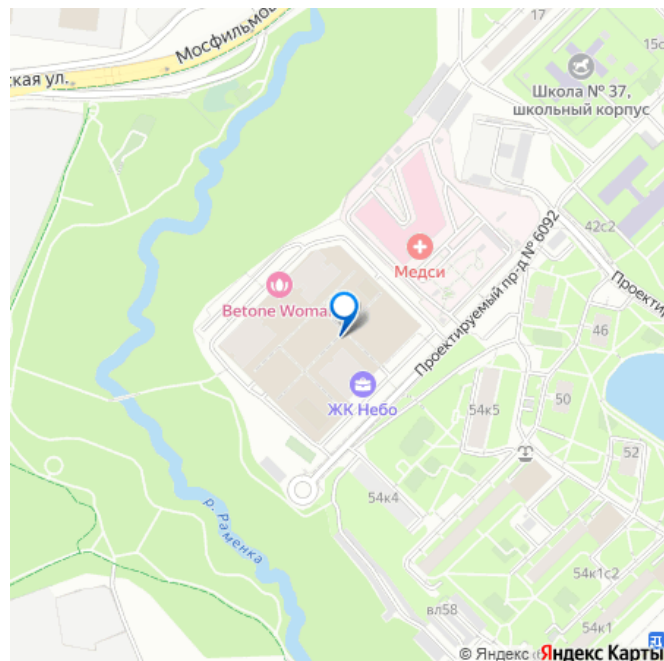 17
15с
Мосфильмов
ская ул.
Школа № 37,
школьный корпус
42с2
Медси
Проектируемый пр-д № 6092
Проектир
Betone Woma
46
50
54к5
ЖК Небо
52
54к4
р. Раменка
54к1с2
вл58
54к1
© Яндекс
Яндекс Карты